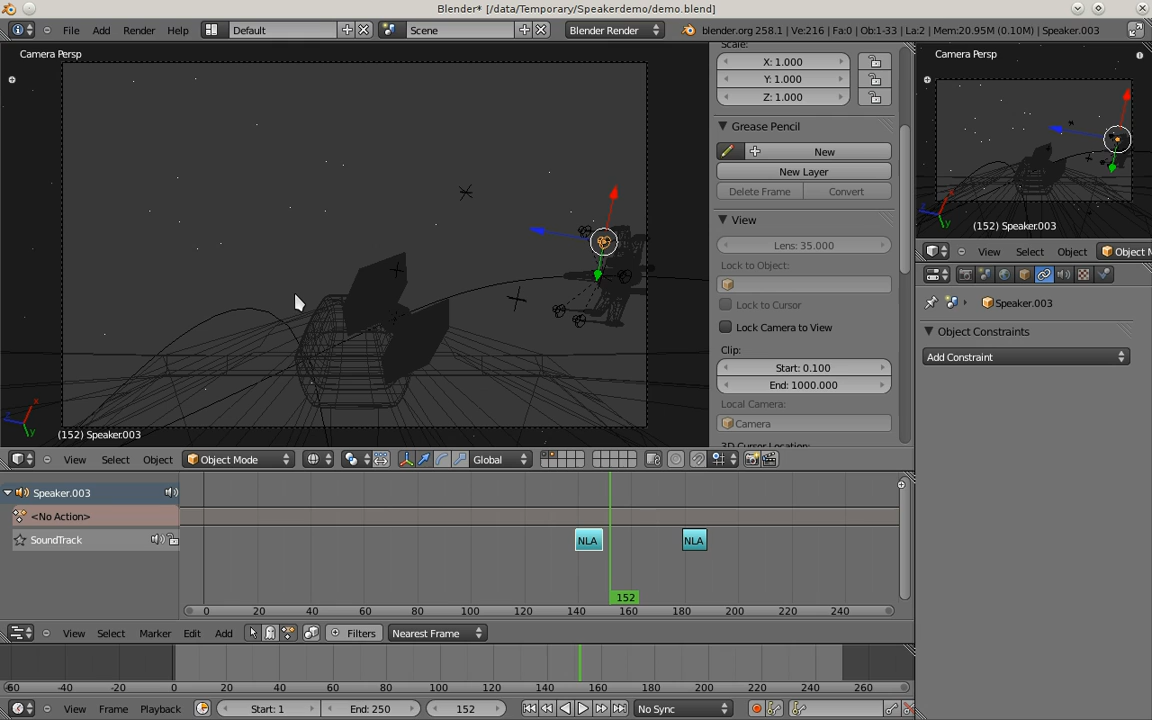 Blender* [/data/Temporary/Speakerdemo/demo.blend]
File Add Render Help Default Scene Blender Render blender.org 258.1 | Ve:216 | Fa:0 | Ob:1-33 | La:2 | Mem:20.95M (0.10M) | Speaker.003
Camera Persp
(152) Speaker.003
Scale:
X: 1.000
Y: 1.000
Z: 1.000
Grease Pencil
New
New Layer
Delete Frame Convert
View
Lens: 35.000
Lock to Object:
Lock to Cursor
Lock Camera to View
Clip:
Start: 0.100
End: 1000.000
Local Camera:
Camera
3D Cursor Location:
Camera Persp
(152) Speaker.003
View Select Object Object M
Speaker.003
Object Constraints
Add Constraint
View Select Object Object Mode Global
Speaker.003
<No Action>
SoundTrack
NLA NLA
152
0 20 40 60 80 100 120 140 160 180 200 220 240
View Select Marker Edit Add Filters Nearest Frame
-60 -40 -20 0 20 40 60 80 100 120 140 160 180 200 220 240 260
View Frame Playback Start: 1 End: 250 152 No Sync